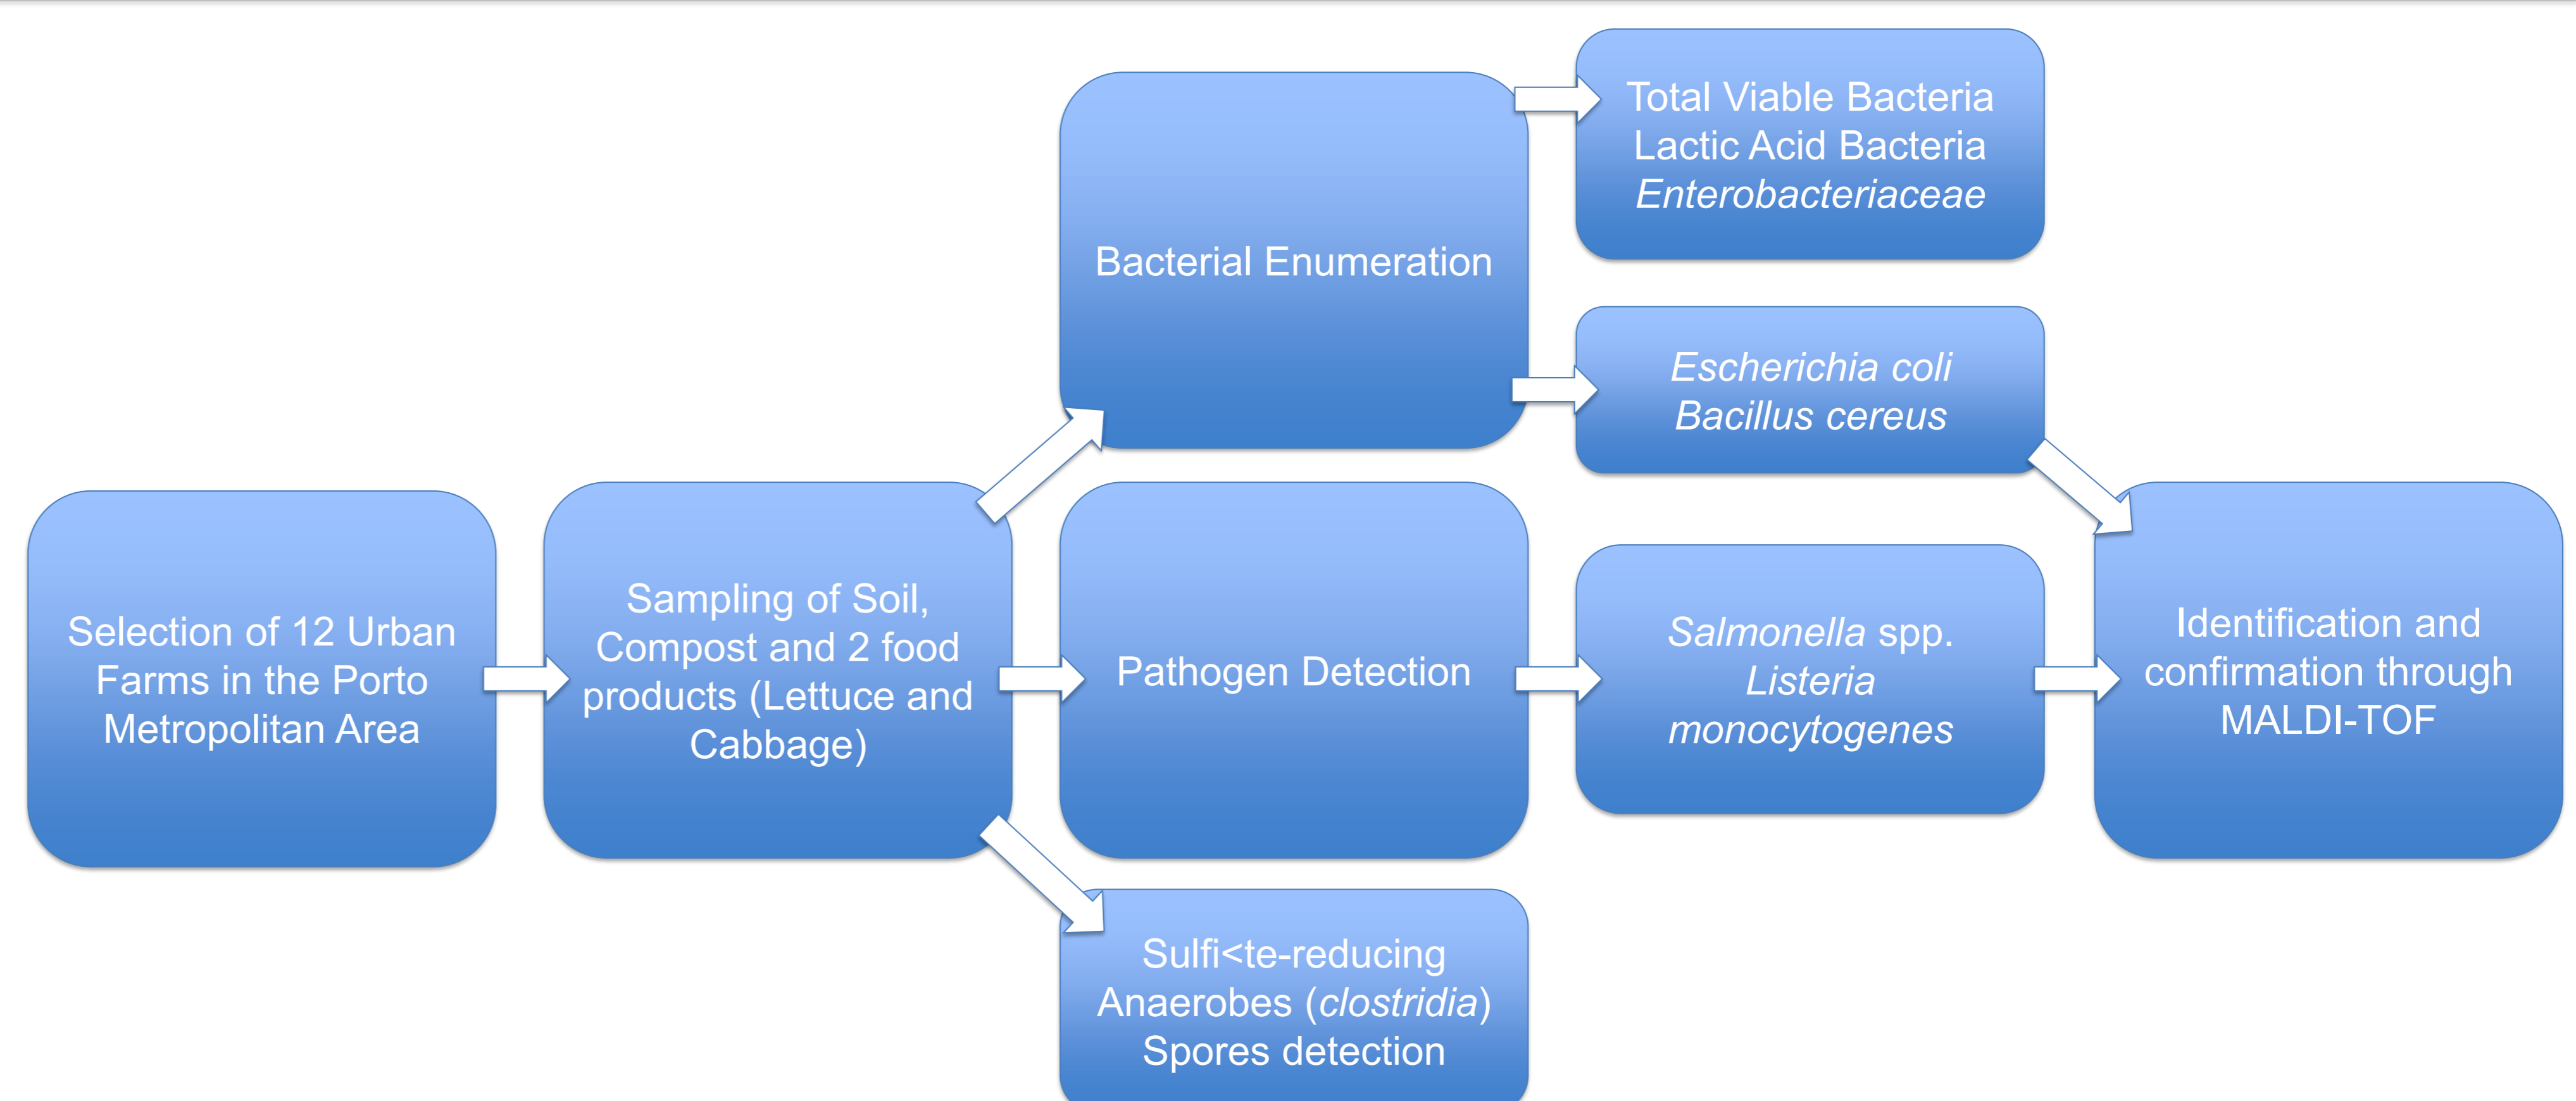 Selection of 12 Urban
Farms in the Porto
Metropolitan Area
Sampling of Soil,
Compost and 2 food
products (Lettuce and
Cabbage)
Bacterial Enumeration
Total Viable Bacteria
Lactic Acid Bacteria
Enterobacteriaceae
Escherichia coli
Bacillus cereus
Pathogen Detection
Salmonella spp.
Listeria
monocytogenes
Identification and
confirmation through
MALDI-TOF
Sulfi<te-reducing
Anaerobes (clostridia)
Spores detection